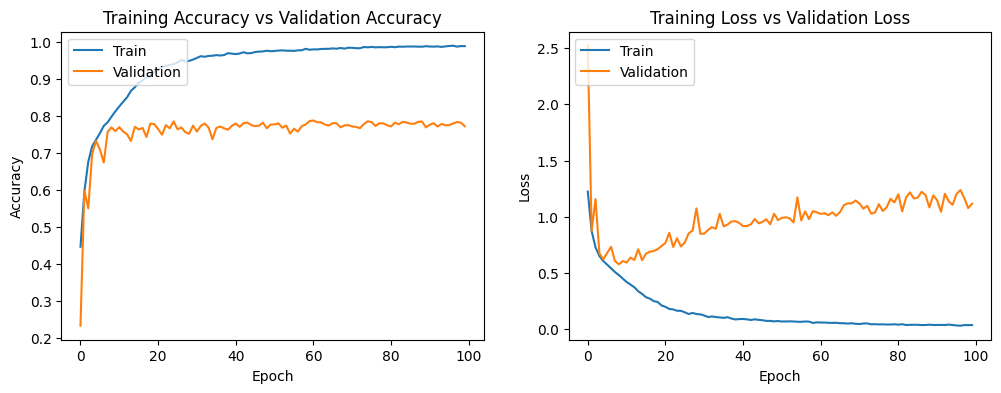 Training Accuracy vs Validation Accuracy
Train
Validation
1.0
0.9
0.8
0.7
0.6
0.5
0.4
0.3
0.2
Accuracy
0
20
40
60
80
100
Epoch
Training Loss vs Validation Loss
Train
Validation
2.5
2.0
1.5
1.0
0.5
0.0
Loss
0
20
40
60
80
100
Epoch